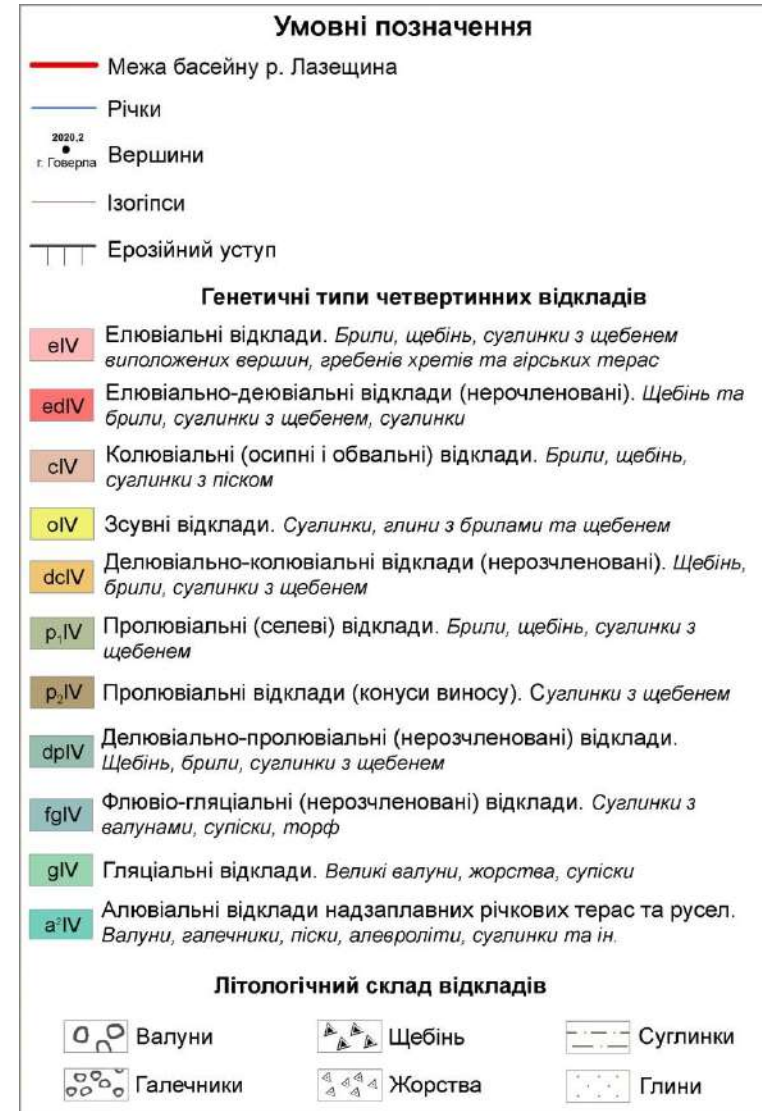 Умовні позначення
Межа басейну р. Лазещина
Річки
2020,2
г. Говерла
Вершини
Ізогіпси
Ерозійний уступ
Генетичні типи четвертинних відкладів
eIV
Елювіальні відклади. Брили, щебінь, суглинки з щебенем
виположених вершин, гребенів хретів та гірських терас
edIV
Елювіально-деювіальні відклади (нерочленовані). Щебінь та
брили, суглинки з щебенем, суглинки
cIV
Колювіальні (осипні і обвальні) відклади. Брили, щебінь,
суглинки з піском
oIV
Зсувні відклади. Суглинки, глини з брилами та щебенем
dcIV
Делювіально-колювіальні відклади (нерозчленовані). Щебінь,
брили, суглинки з щебенем
p₁IV
Пролювіальні (селеві) відклади. Брили, щебінь, суглинки з
щебенем
p₂IV
Пролювіальні відклади (конуси виносу). Суглинки з щебенем
dpIV
Делювіально-пролювіальні (нерозчленовані) відклади.
Щебінь, брили, суглинки з щебенем
fgIV
Флювіо-гляціальні (нерозчленовані) відклади. Суглинки з
валунами, супіски, торф
gIV
Гляціальні відклади. Великі валуни, жорства, супіски
a²IV
Алювіальні відклади надзаплавних річкових терас та русел.
Валуни, галечники, піски, алевроліти, суглинки та ін.
Літологічний склад відкладів
Валуни
Щебінь
Суглинки
Галечники
Жорства
Глини